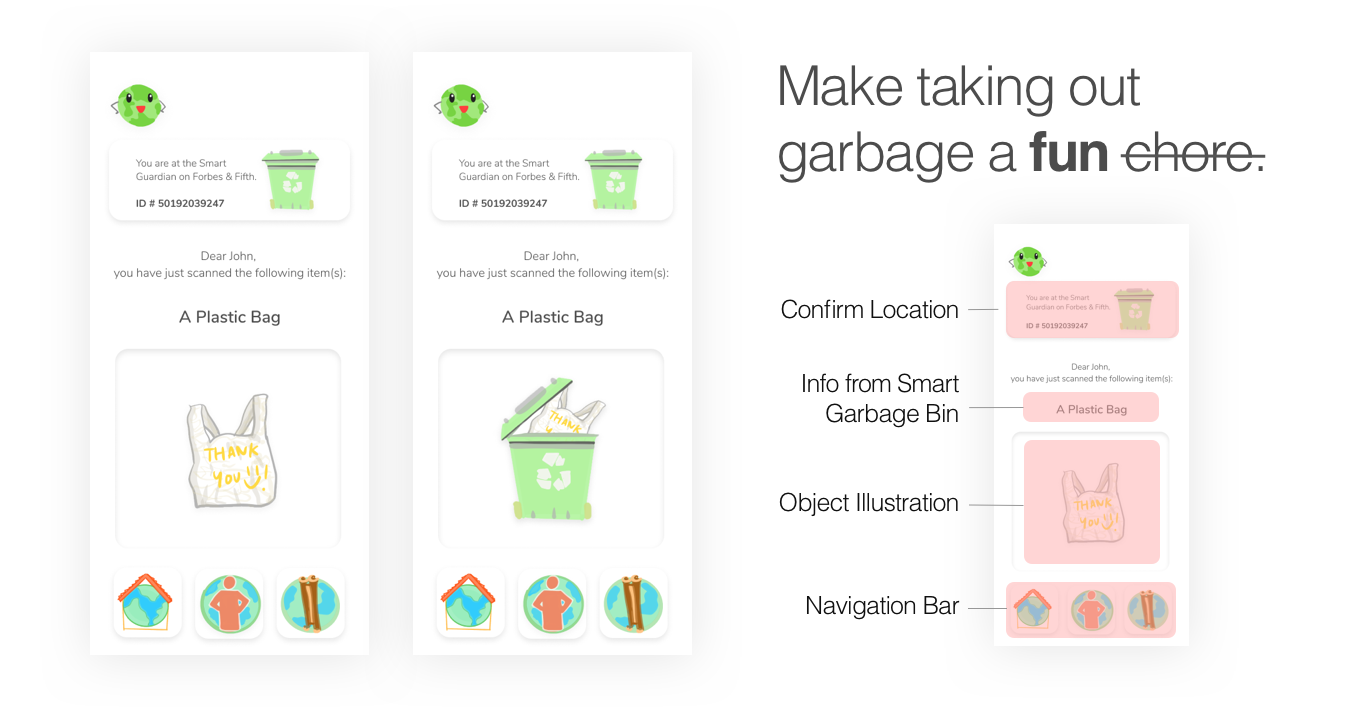 You are at the Smart
Guardian on Forbes & Fifth.
ID # 50192039247
Dear John,
you have just scanned the following item(s):
A Plastic Bag
THANK
YOU !!
You are at the Smart
Guardian on Forbes & Fifth.
ID # 50192039247
Dear John,
you have just scanned the following item(s):
A Plastic Bag
THANK
Y
Make taking out
garbage a fun chore.
Confirm Location
Info from Smart
Garbage Bin
Object Illustration
Navigation Bar
You are at the Smart
Guardian on Forbes & Fifth.
ID # 50192039247
Dear John,
you have just scanned the following item(s):
A Plastic Bag
THANK
YOU !!